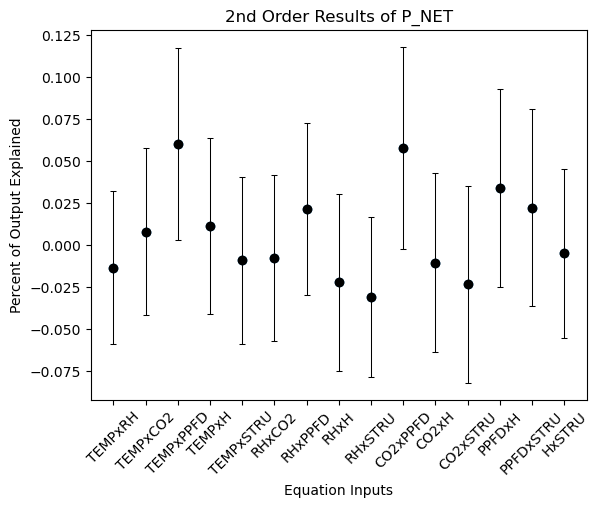 2nd Order Results of P_NET
Percent of Output Explained
0.125
0.100
0.075
0.050
0.025
0.000
−0.025
−0.050
−0.075
TEMPxRH
TEMPxCO2
TEMPxPPFD
TEMPxH
TEMPxSTRU
RHxCO2
RHxPPFD
RHxH
RHxSTRU
CO2xPPFD
CO2xH
CO2xSTRU
PPFDxH
PPFDxSTRU
HxSTRU
Equation Inputs